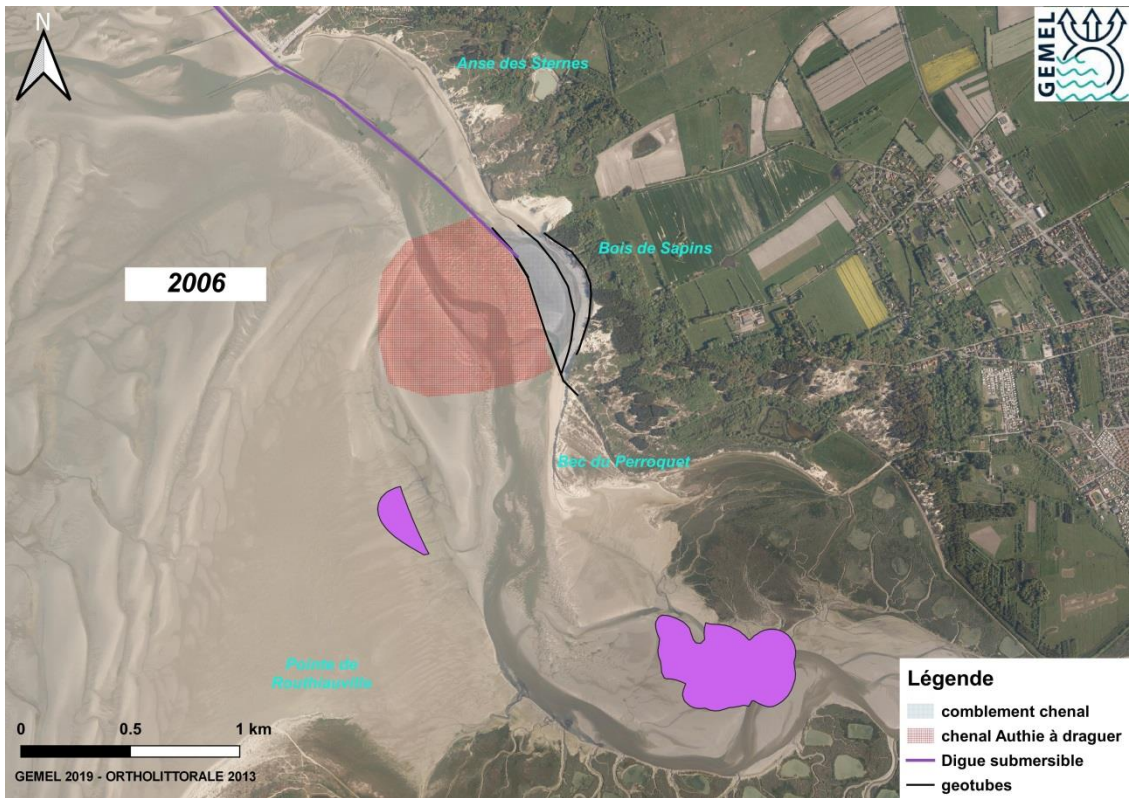 N
Anse des Sternes
GEMEL
Bois de Sapins
2006
Bec du Perroquet
Pointe de
Routhiauville
Légende
comblement chenal
chenal Authie à draguer
Digue submersible
geotubes
0 0.5 1 km
GEMEL 2019 - ORTHOLITTORALE 2013